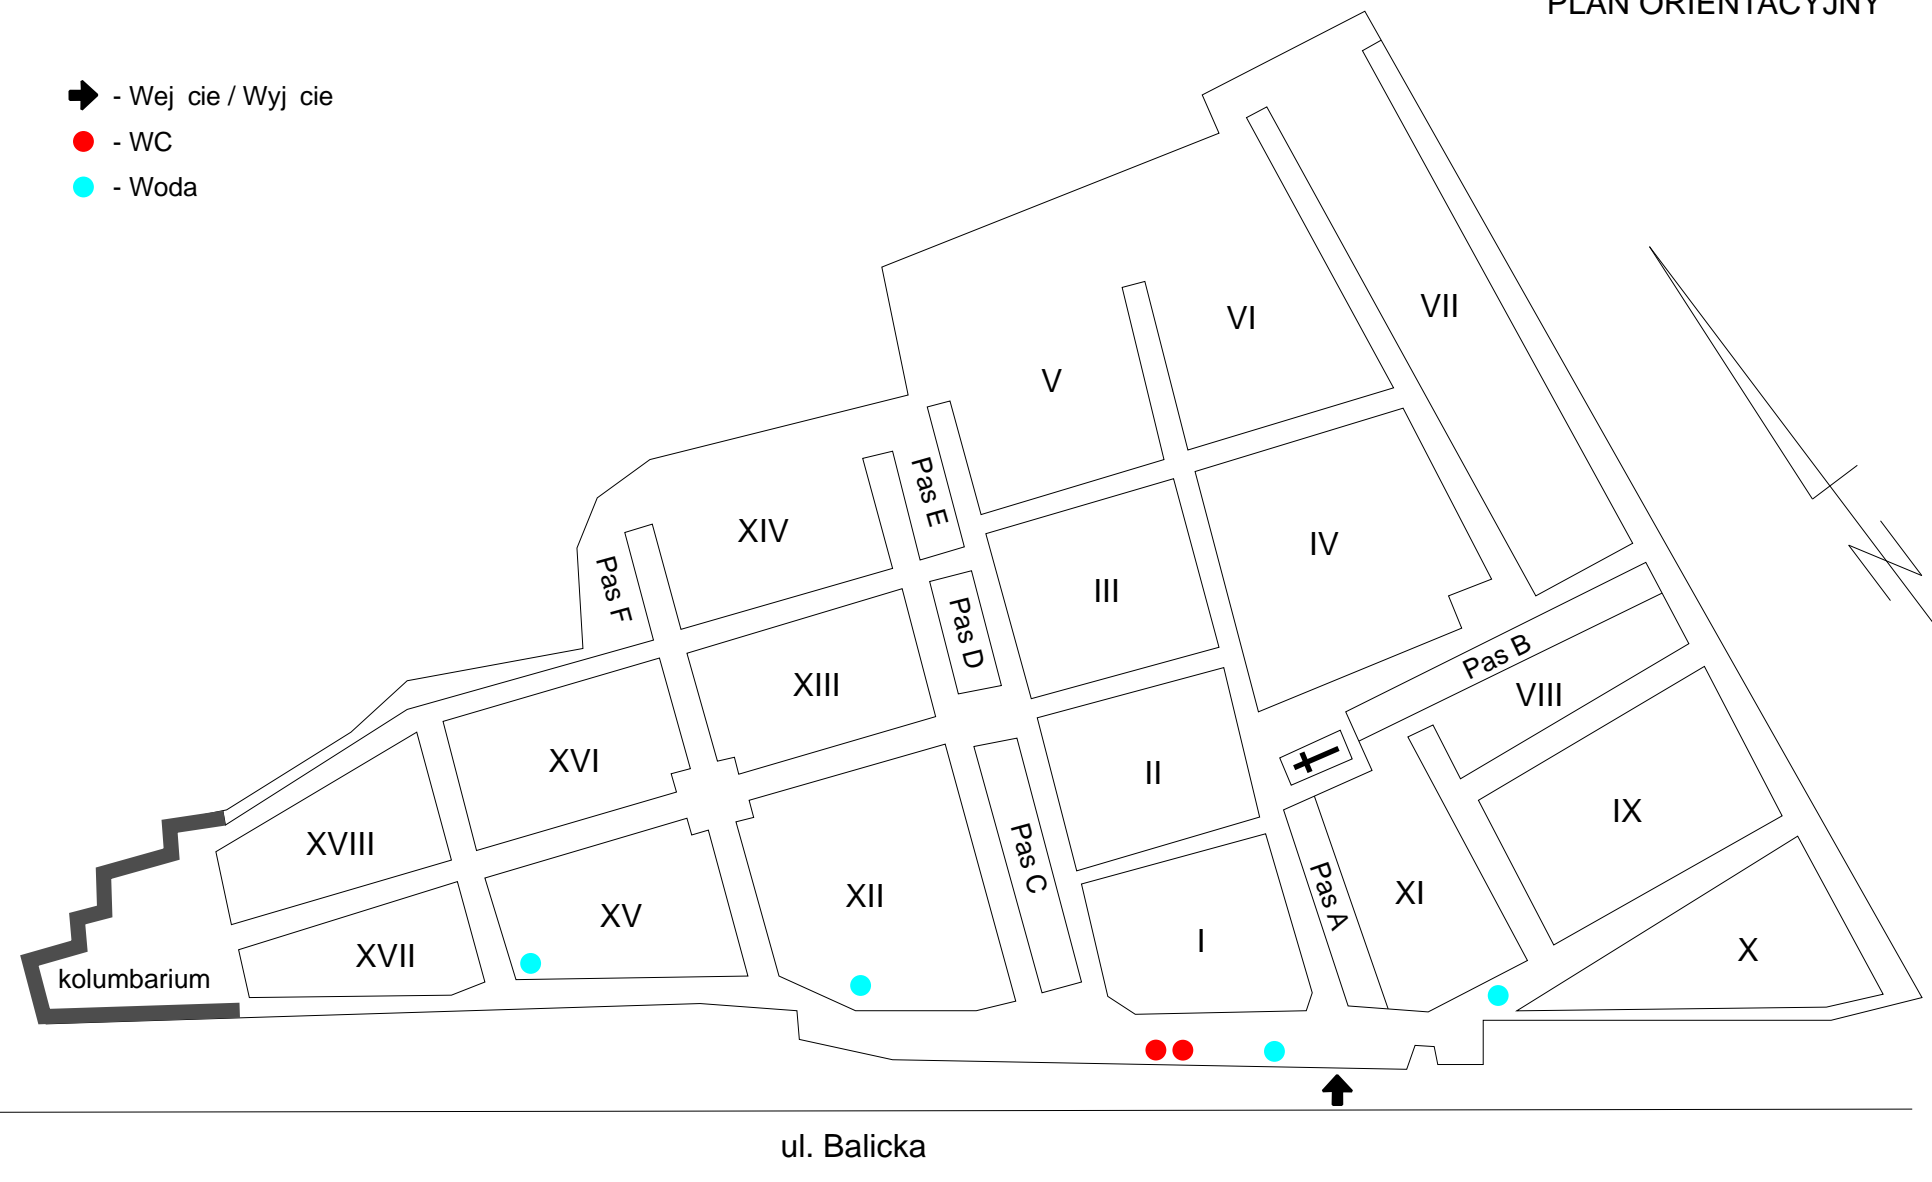 PLAN ORIENTACYJNY
- Wej cie / Wyj cie
- WC
- Woda
VII
VI
V
Pas E
XIV
IV
Pas F
III
Pas D
Pas B
XIII
VIII
XVI
II
IX
XVIII
Pas C
XII
Pas A
XI
XV
I
X
XVII
kolumbarium
N
ul. Balicka